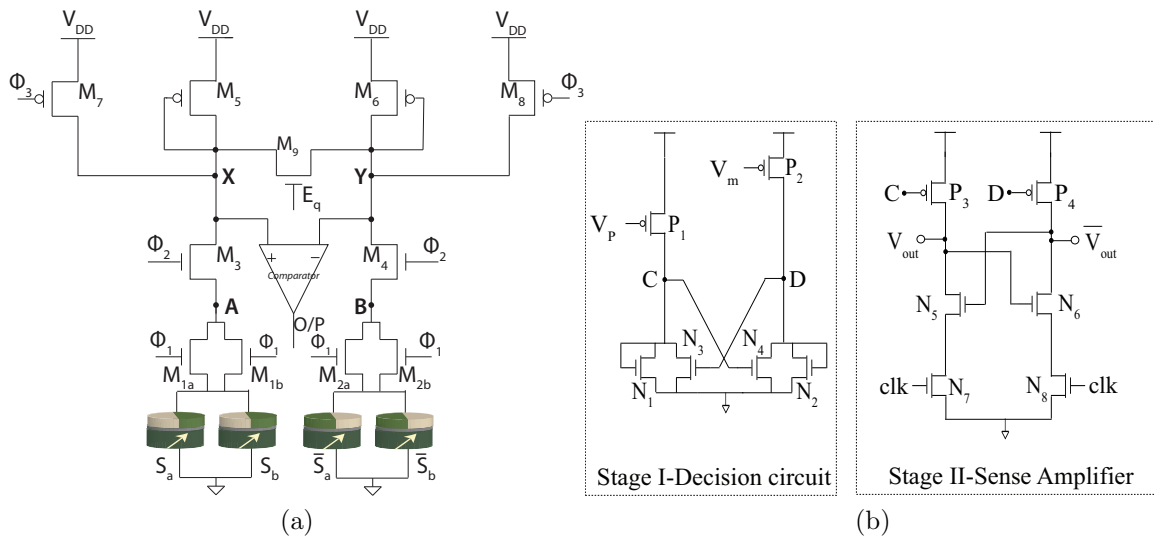 V_DD V_DD V_DD V_DD
Φ_3 M_7 M_5 M_6 M_8 Φ_3
M_9
X Y
E_q
Φ_2 M_3 + − M_4 Φ_2
Comparator
A B
O/P
Φ_1 Φ_1 Φ_1 Φ_1
M_1a M_1b M_2a M_2b
S_a S_b S̅_a S̅_b
(a)
V_m P_2
V_P P_1
C D
N_3 N_4
N_1 N_2
Stage I-Decision circuit
C P_3 D P_4
V_out V̅_out
N_5 N_6
clk N_7 N_8 clk
Stage II-Sense Amplifier
(b)